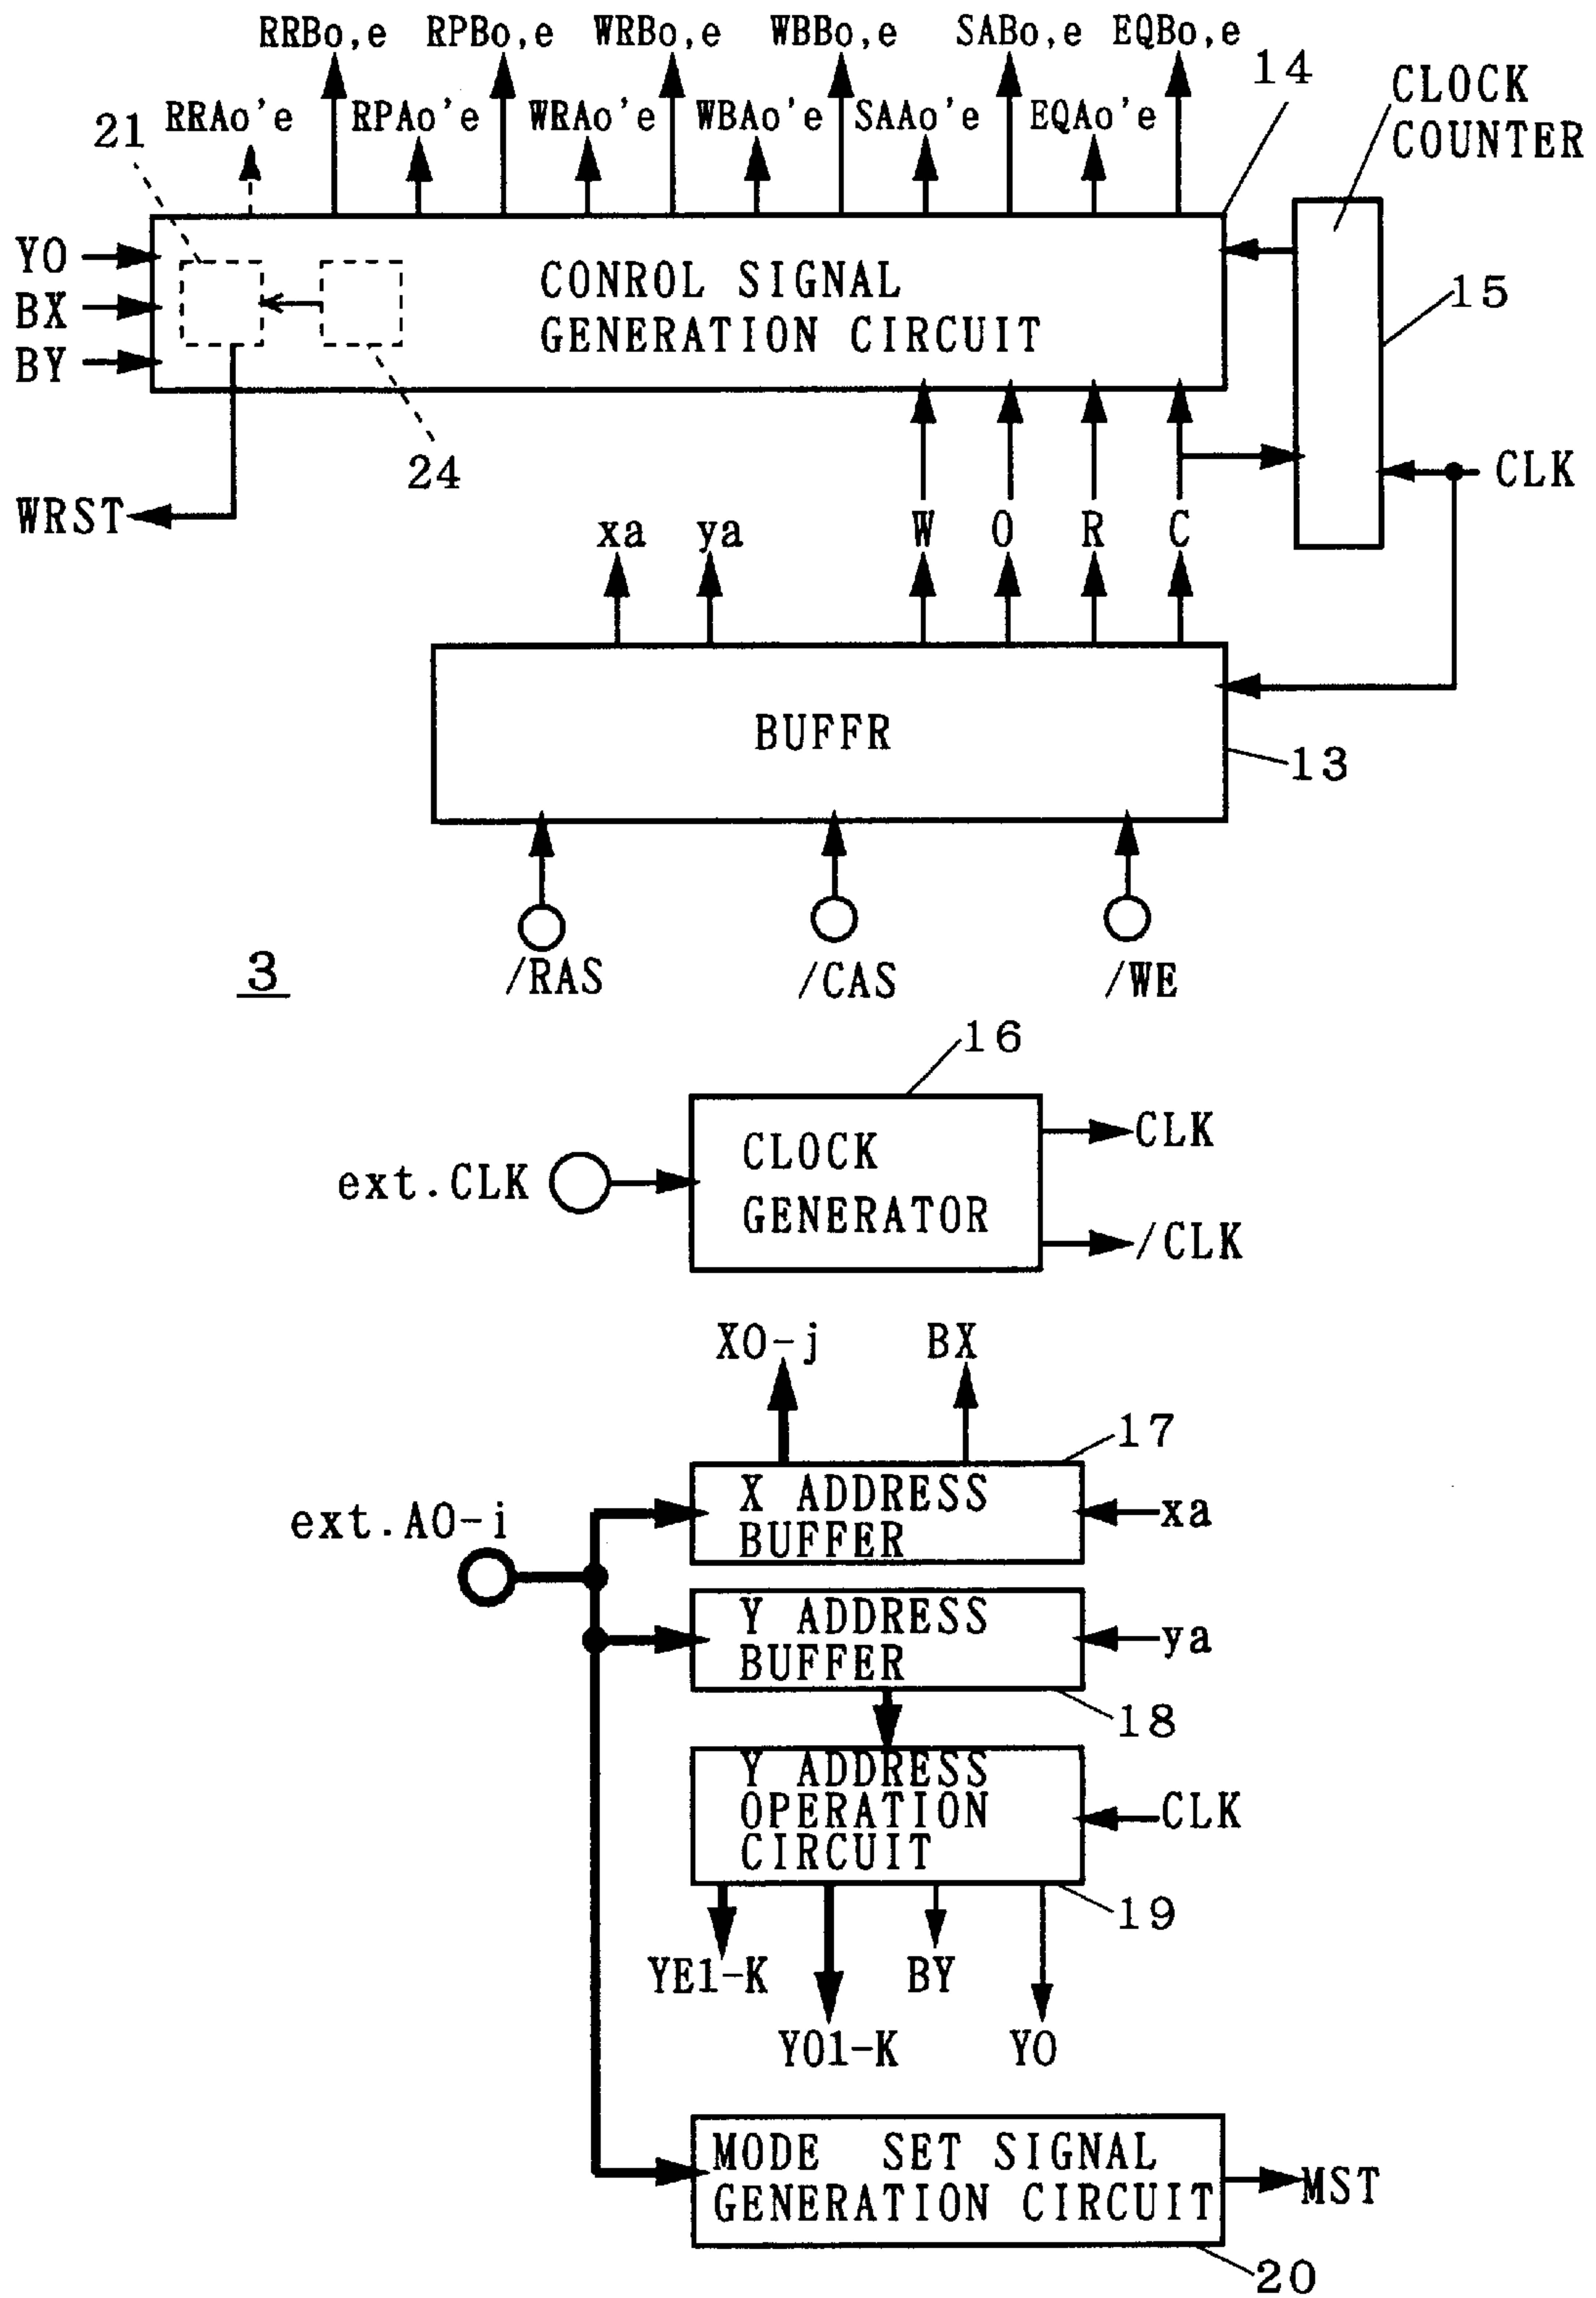 RRBo,e RPBo,e WRBo,e WBBo,e SABo,e EQBo,e
RRAo'e RPAo'e WRAo'e WBAo'e SAAo'e EQAo'e
14
CLOCK
COUNTER
21
YO
BX
BY
CONROL SIGNAL
GENERATION CIRCUIT
15
24
CLK
WRST
xa ya W O R C
BUFFR
13
/RAS /CAS /WE
3
16
ext.CLK
CLOCK
GENERATOR
CLK
/CLK
X0-j BX
17
ext.A0-i
X ADDRESS
BUFFER
xa
Y ADDRESS
BUFFER
ya
18
Y ADDRESS
OPERATION
CIRCUIT
CLK
19
YE1-K BY
YO1-K YO
MODE SET SIGNAL
GENERATION CIRCUIT
MST
20